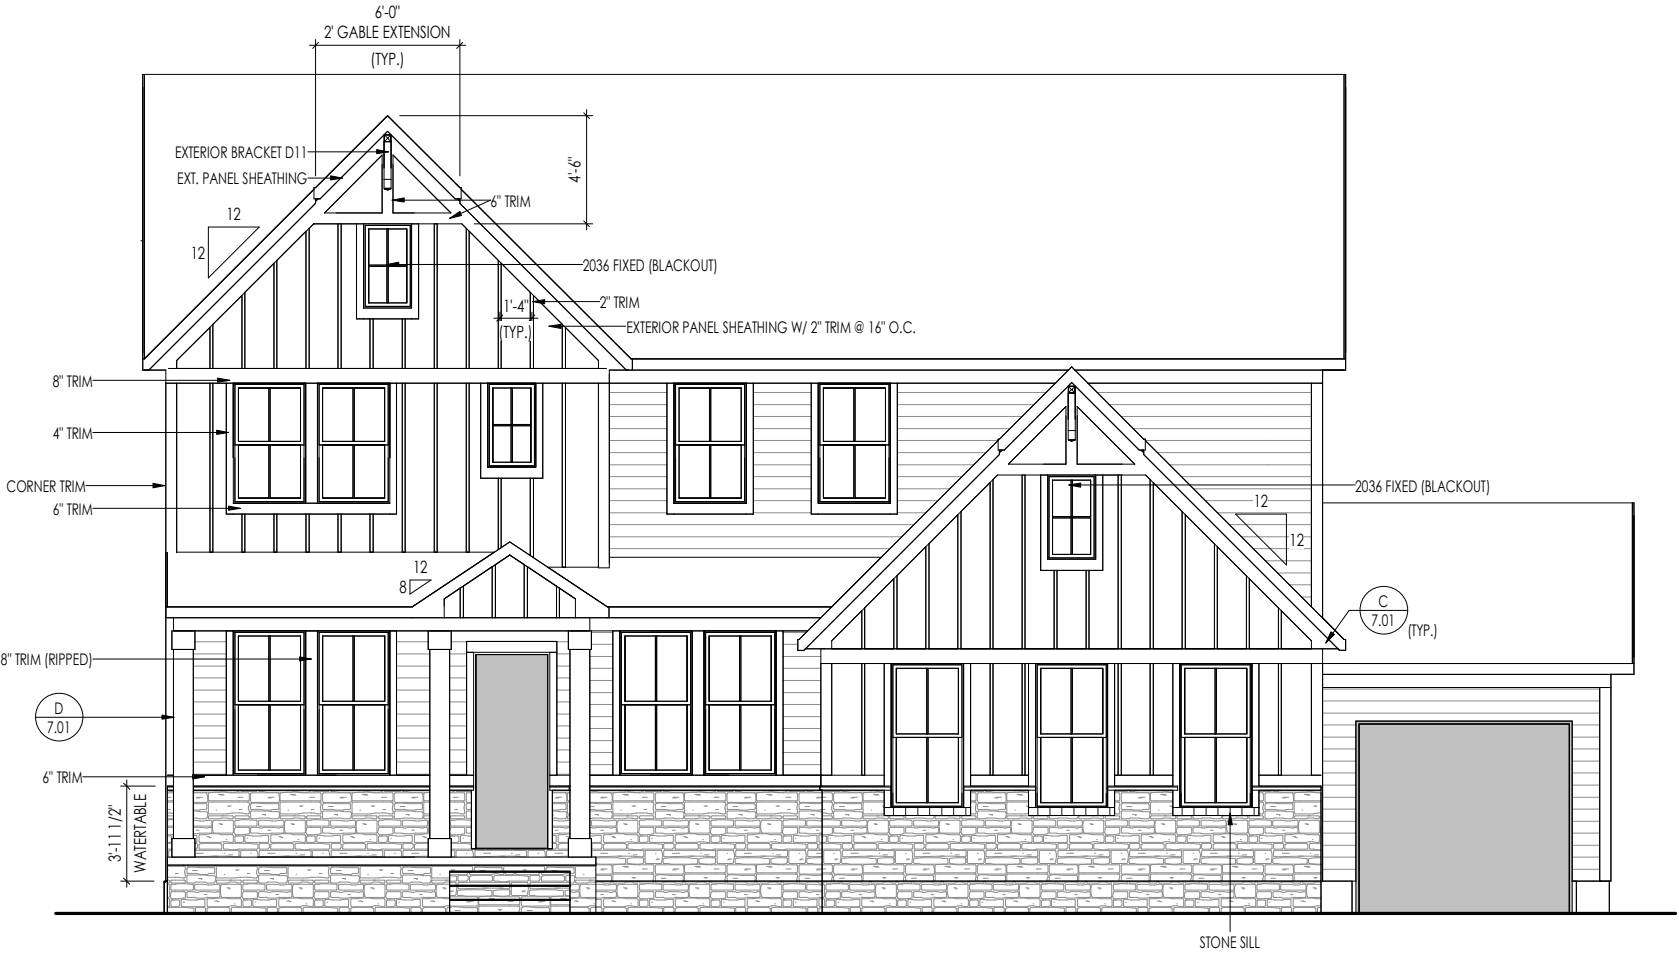 6'-0"
2' GABLE EXTENSION
(TYP.)
EXTERIOR BRACKET D11
EXT. PANEL SHEATHING
4'-6"
6" TRIM
12
12
2036 FIXED (BLACKOUT)
1'-4"
(TYP.)
2" TRIM
EXTERIOR PANEL SHEATHING W/ 2" TRIM @ 16" O.C.
8" TRIM
4" TRIM
CORNER TRIM
6" TRIM
2036 FIXED (BLACKOUT)
12
12
12
8
C
7.01
(TYP.)
8" TRIM (RIPPED)
D
7.01
6" TRIM
3'-11 1/2"
WATERTABLE
STONE SILL